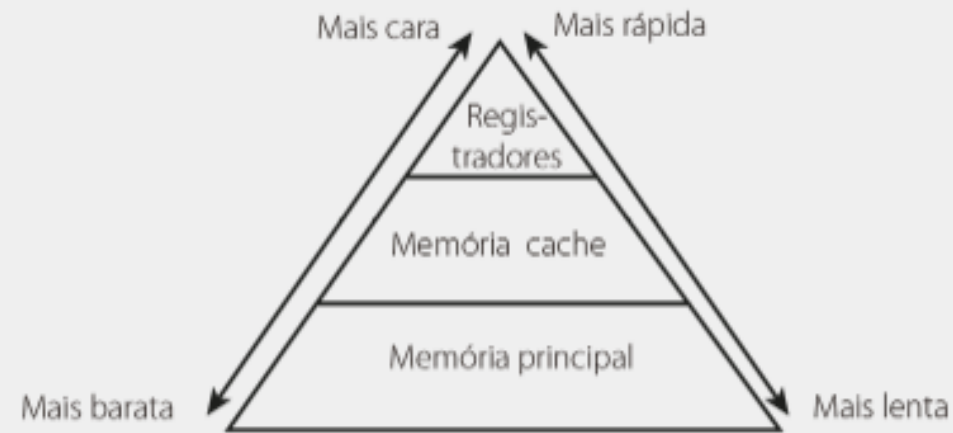 Mais cara
Mais rápida
Regis-
tradores
Memória cache
Memória principal
Mais barata
Mais lenta